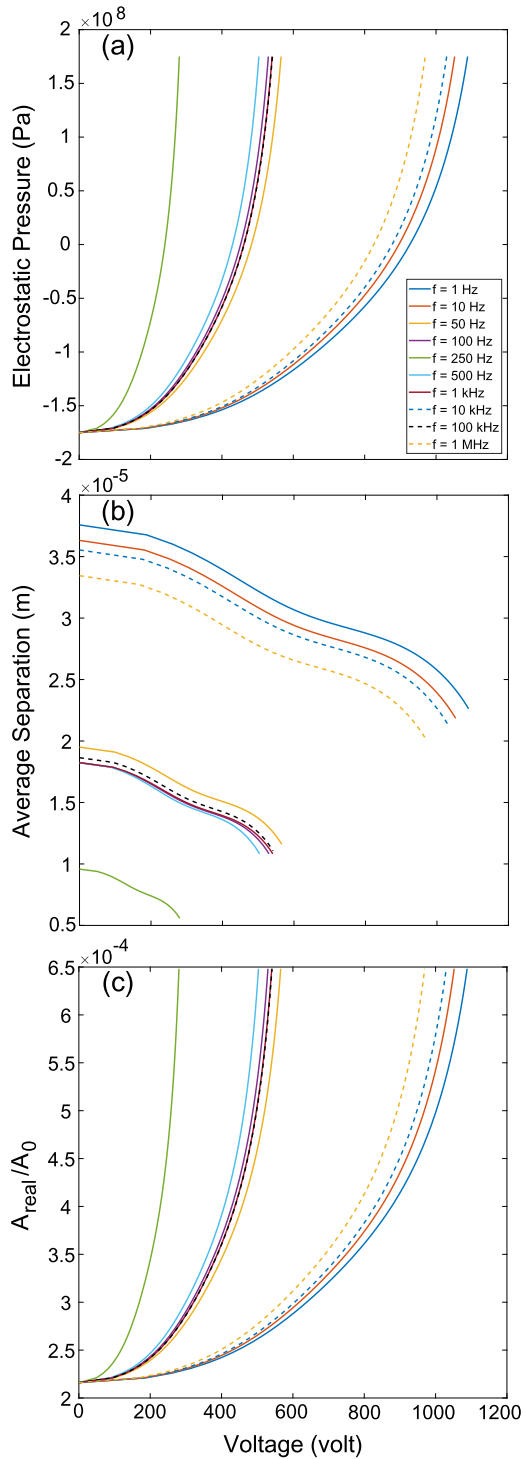 ×10^8
(a)
2
1.5
1
0.5
0
-0.5
-1
-1.5
-2
Electrostatic Pressure (Pa)
f = 1 Hz
f = 10 Hz
f = 50 Hz
f = 100 Hz
f = 250 Hz
f = 500 Hz
f = 1 kHz
f = 10 kHz
f = 100 kHz
f = 1 MHz
×10^-5
(b)
4
3.5
3
2.5
2
1.5
1
0.5
Average Separation (m)
×10^-4
(c)
6.5
6
5.5
5
4.5
4
3.5
3
2.5
2
A_real/A_0
0 200 400 600 800 1000 1200
Voltage (volt)